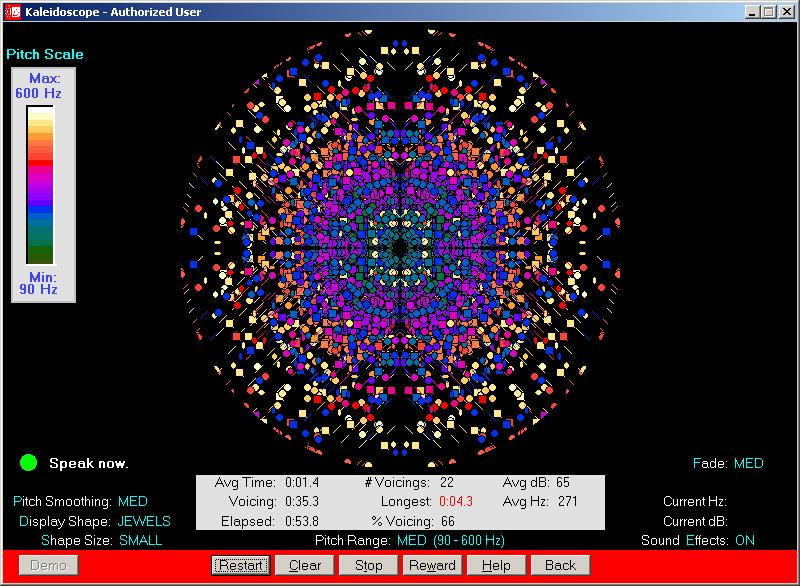 Kaleidoscope - Authorized User
Pitch Scale
Max:
600 Hz
Min:
90 Hz
Speak now.
Fade: MED
Avg Time: 0:01.4 # Voicings: 22 Avg dB: 65
Pitch Smoothing: MED Voicing: 0:35.3 Longest: 0:04.3 Avg Hz: 271 Current Hz:
Display Shape: JEWELS Elapsed: 0:53.8 % Voicing: 66 Current dB:
Shape Size: SMALL Pitch Range: MED (90 - 600 Hz) Sound Effects: ON
Demo Restart Clear Stop Reward Help Back